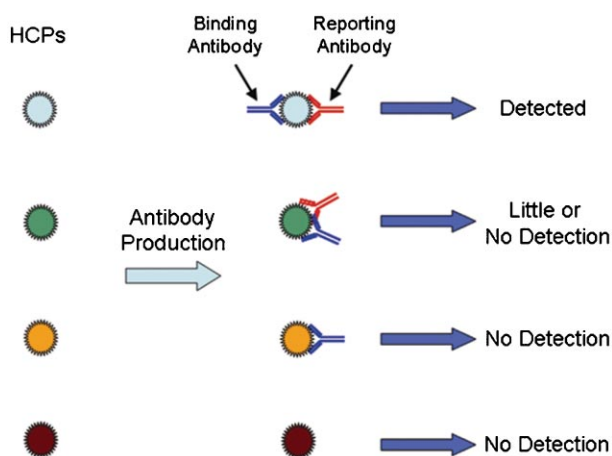 HCPs
Binding
Antibody
Reporting
Antibody
Detected
Antibody
Production
Little or
No Detection
No Detection
No Detection